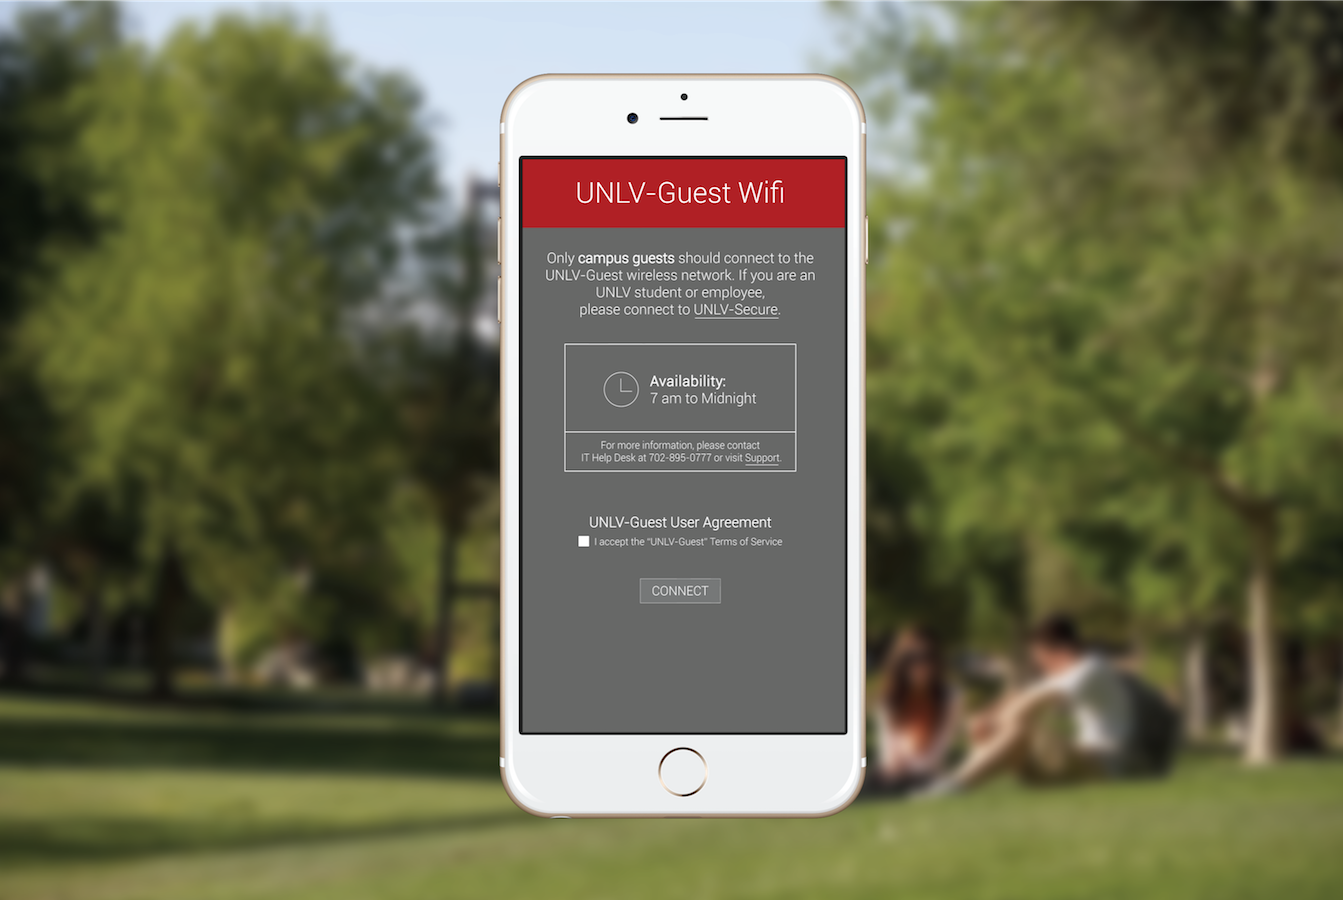 UNLV-Guest Wifi
Only campus guests should connect to the
UNLV-Guest wireless network. If you are an
UNLV student or employee,
please connect to UNLV-Secure.
Availability:
7 am to Midnight
For more information, please contact
IT Help Desk at 702-895-0777 or visit Support.
UNLV-Guest User Agreement
I accept the "UNLV-Guest" Terms of Service
CONNECT